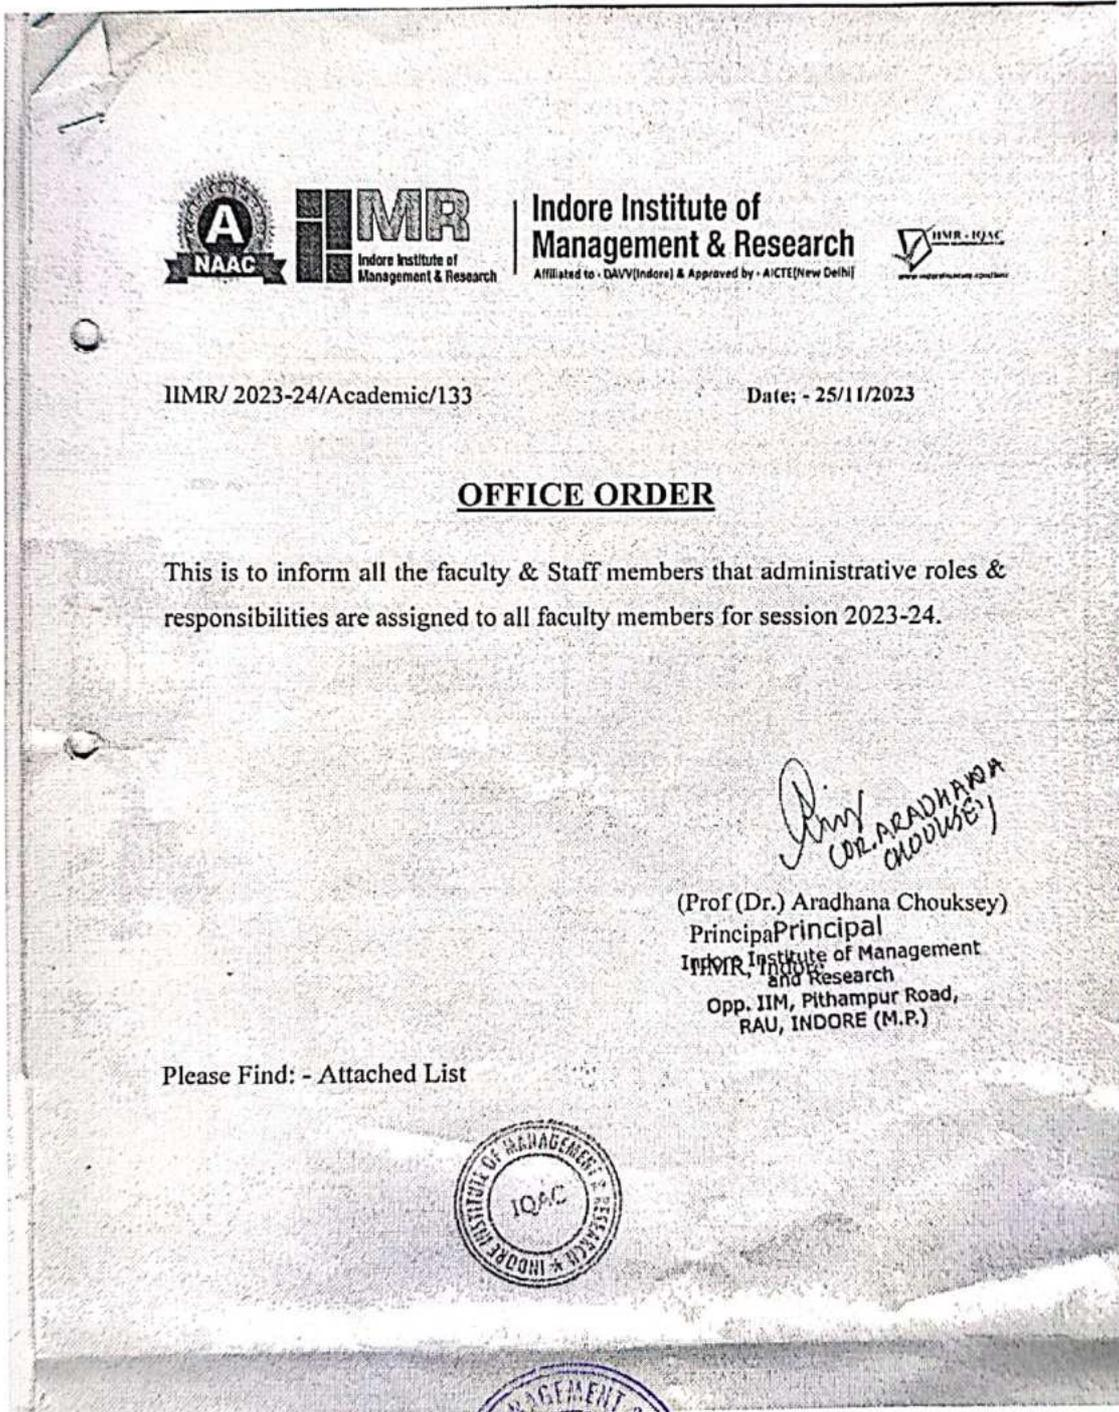 A
NAAC
IIMR
Indore Institute of
Management & Research
Indore Institute of
Management & Research
Affiliated to - DAVV(Indore) & Approved by - AICTE(New Delhi)
IIMR - IQAC
IIMR/ 2023-24/Academic/133
Date: - 25/11/2023
OFFICE ORDER
This is to inform all the faculty & Staff members that administrative roles &
responsibilities are assigned to all faculty members for session 2023-24.
(DR. ARADHANA
CHOUKSEY)
(Prof (Dr.) Aradhana Chouksey)
Principal
Principal
IIMR, Indore
Indore Institute of Management
and Research
Opp. IIM, Pithampur Road,
RAU, INDORE (M.P.)
Please Find: - Attached List
INDORE INSTITUTE OF MANAGEMENT & RESEARCH
IQAC